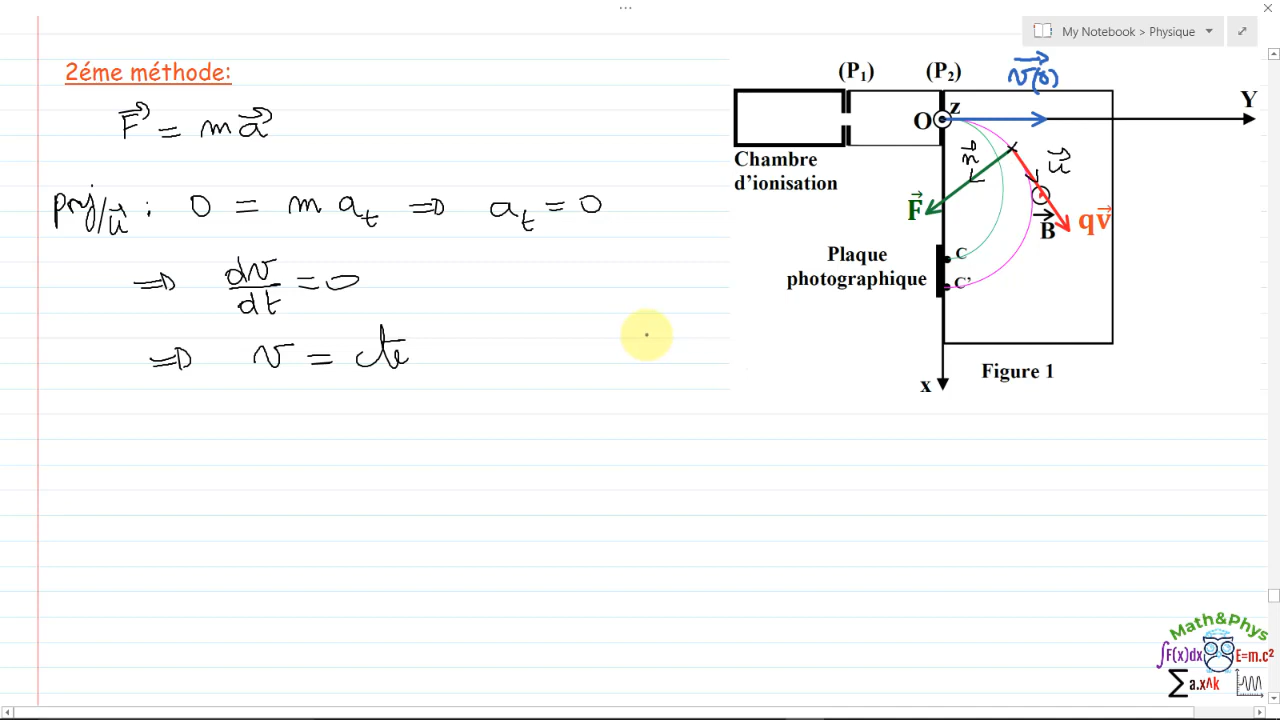 My Notebook > Physique
2éme méthode:
F⃗ = m a⃗
prj/u⃗ : 0 = m a_t ⇒ a_t = 0
⇒ dv/dt = 0
⇒ v = cte
(P₁) (P₂) v⃗(0)
Y
O z
Chambre
d'ionisation
n⃗ u⃗
F⃗
B⃗ qv⃗
Plaque
photographique
C
C'
Figure 1
x
Math&Phys
∫F(x)dx E=m.c²
∑ a.x^k